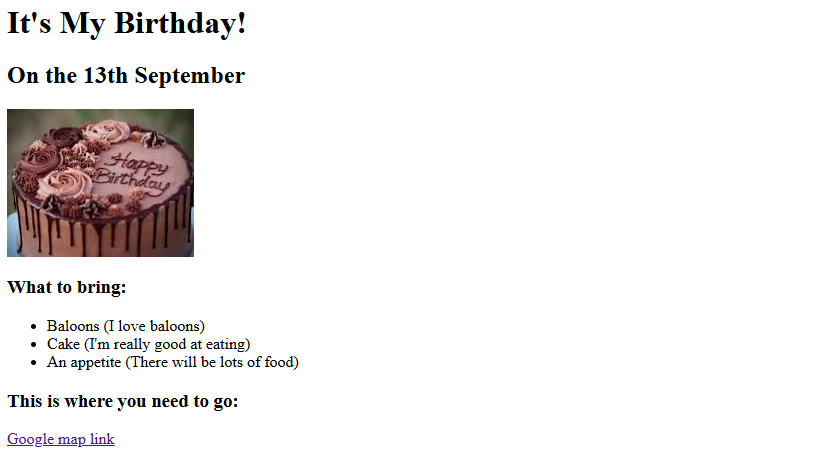 It's My Birthday!
On the 13th September
Happy
Birthday
What to bring:
Baloons (I love baloons)
Cake (I'm really good at eating)
An appetite (There will be lots of food)
This is where you need to go:
Google map link